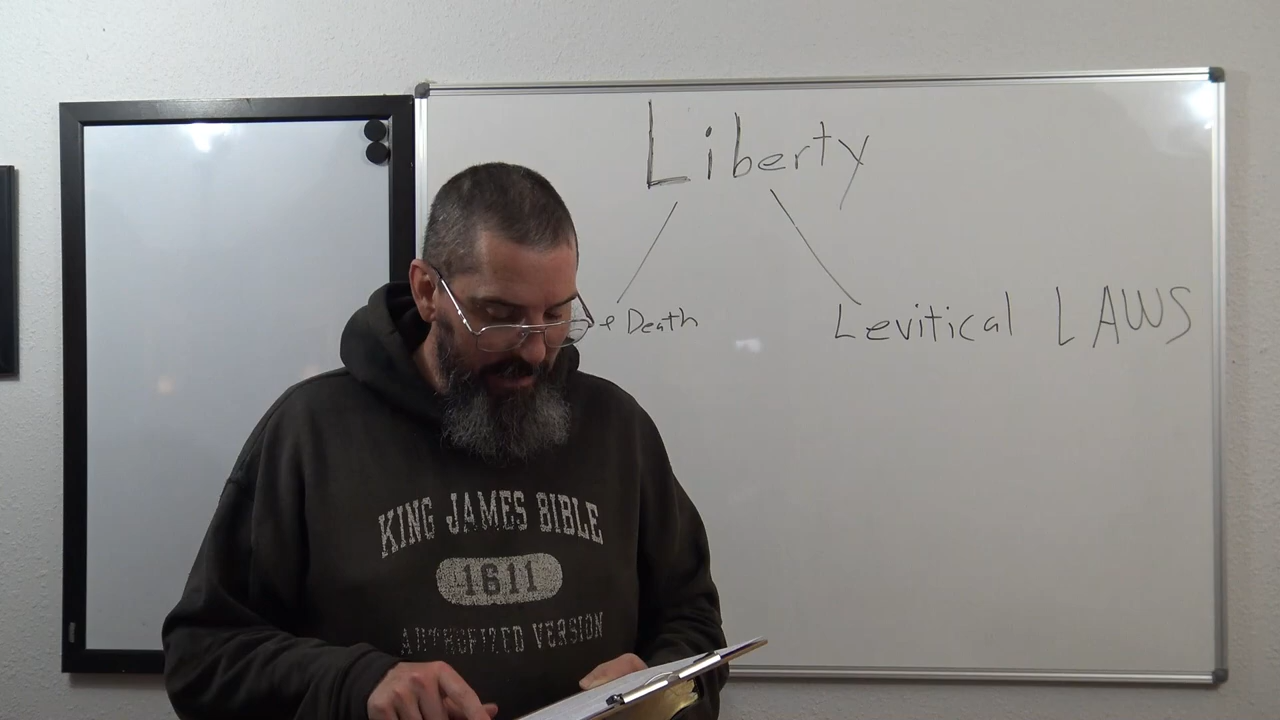 Liberty
& Death
Levitical LAWS
KING JAMES BIBLE
1611
AUTHORIZED VERSION